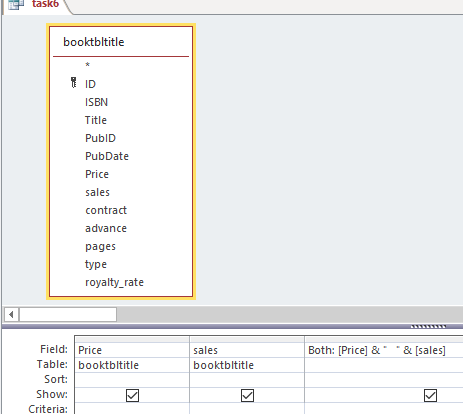 task6
booktbltitle
*
ID
ISBN
Title
PubID
PubDate
Price
sales
contract
advance
pages
type
royalty_rate
Field: Price sales Both: [Price] & "   " & [sales]
Table: booktbltitle booktbltitle
Sort:
Show:
Criteria: